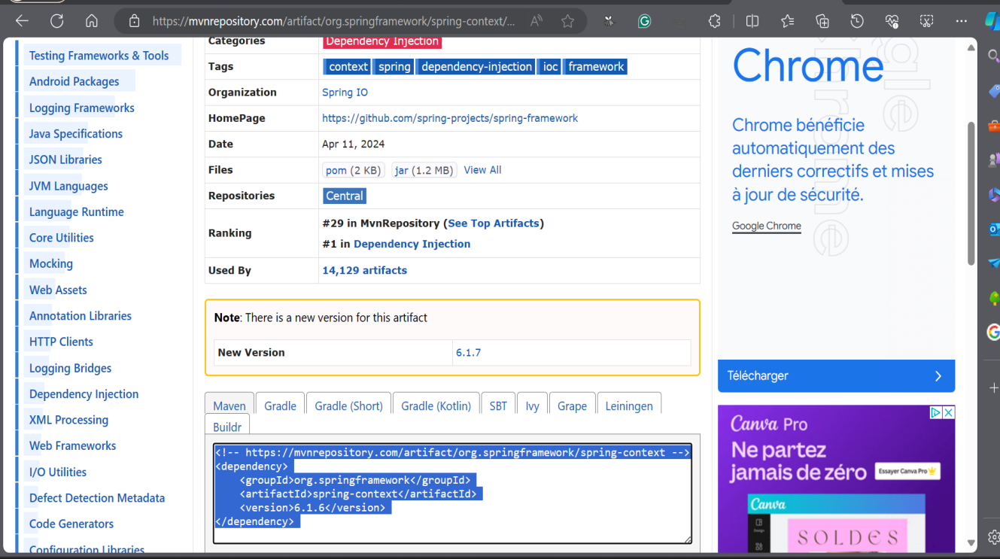 https://mvnrepository.com/artifact/org.springframework/spring-context/...
Testing Frameworks & Tools
Android Packages
Logging Frameworks
Java Specifications
JSON Libraries
JVM Languages
Language Runtime
Core Utilities
Mocking
Web Assets
Annotation Libraries
HTTP Clients
Logging Bridges
Dependency Injection
XML Processing
Web Frameworks
I/O Utilities
Defect Detection Metadata
Code Generators
Configuration Libraries
Categories Dependency Injection
Tags context spring dependency-injection ioc framework
Organization Spring IO
HomePage https://github.com/spring-projects/spring-framework
Date Apr 11, 2024
Files pom (2 KB) jar (1.2 MB) View All
Repositories Central
Ranking #29 in MvnRepository (See Top Artifacts)
#1 in Dependency Injection
Used By 14,129 artifacts
Note: There is a new version for this artifact
New Version 6.1.7
Maven Gradle Gradle (Short) Gradle (Kotlin) SBT Ivy Grape Leiningen
Buildr
<!-- https://mvnrepository.com/artifact/org.springframework/spring-context -->
<dependency>
    <groupId>org.springframework</groupId>
    <artifactId>spring-context</artifactId>
    <version>6.1.6</version>
</dependency>
Chrome
Chrome bénéficie
automatiquement des
derniers correctifs et mises
à jour de sécurité.
Google Chrome
Télécharger
Canva Pro
Ne partez
jamais de zéro Essayer Canva Pro
Canva
Design
SOLDES